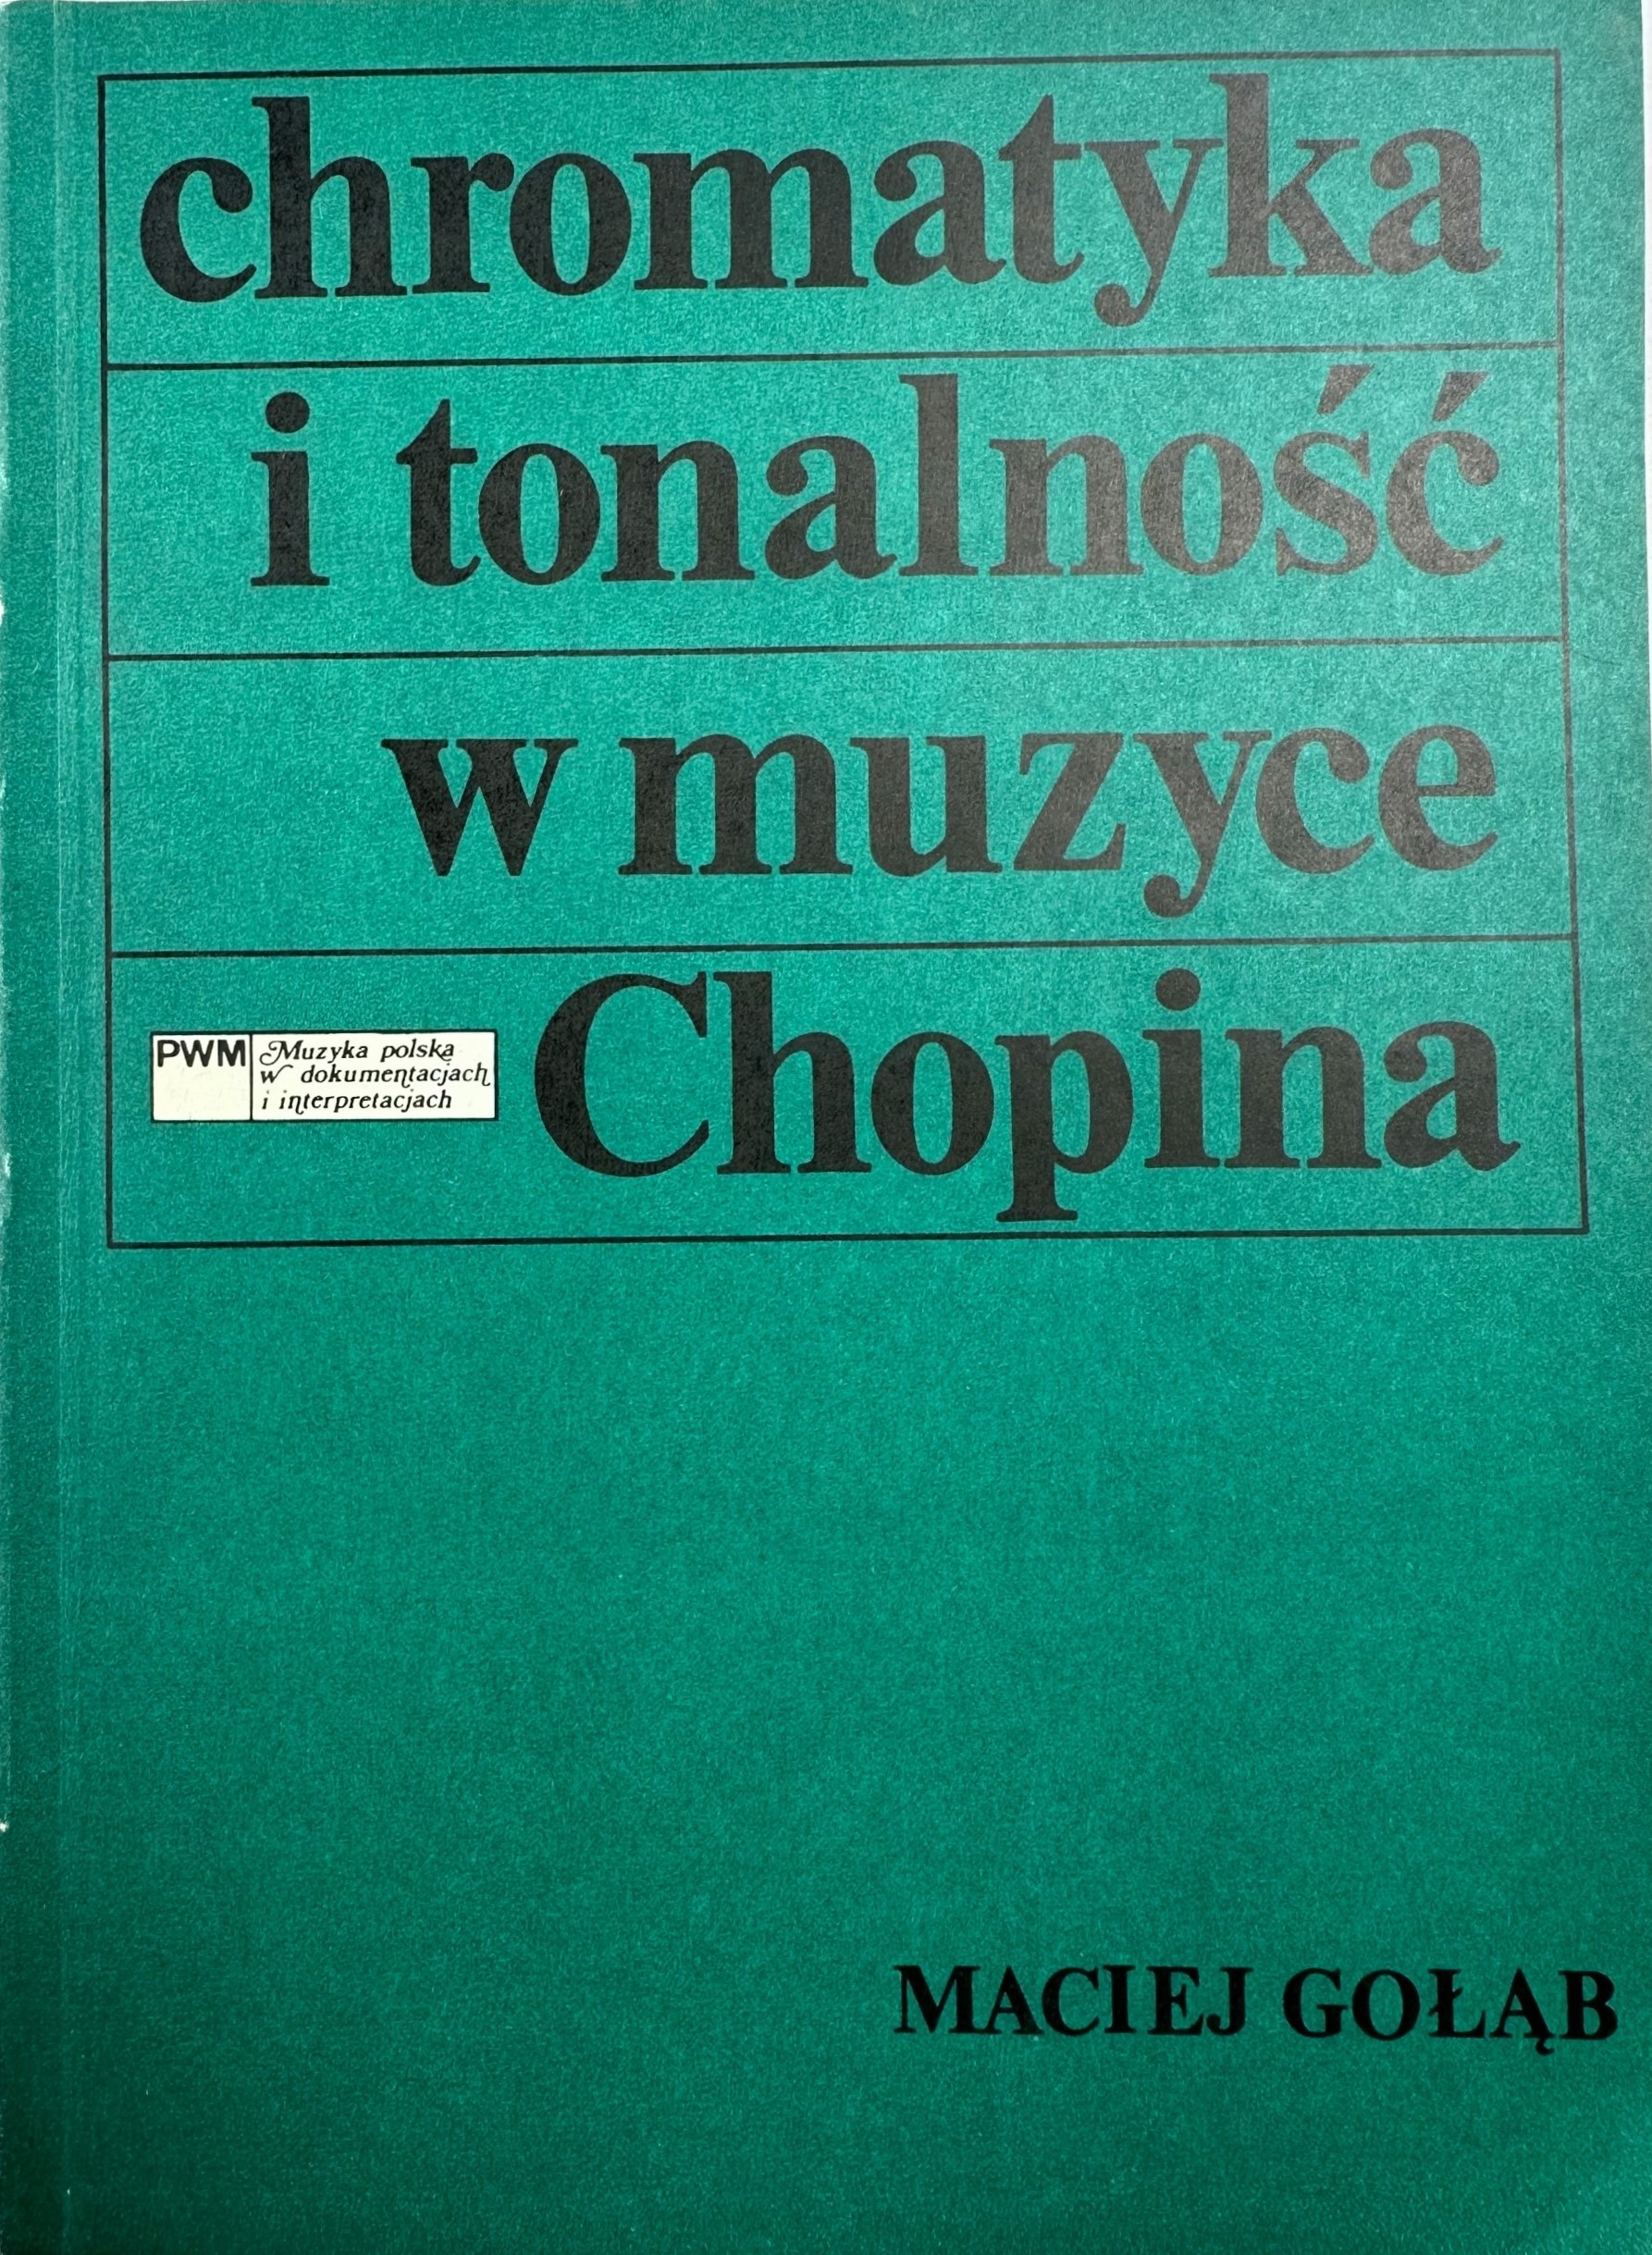 chromatyka
i tonalność
w muzyce
Chopina
PWM
Muzyka polska
w dokumentacjach
i interpretacjach
MACIEJ GOŁĄB